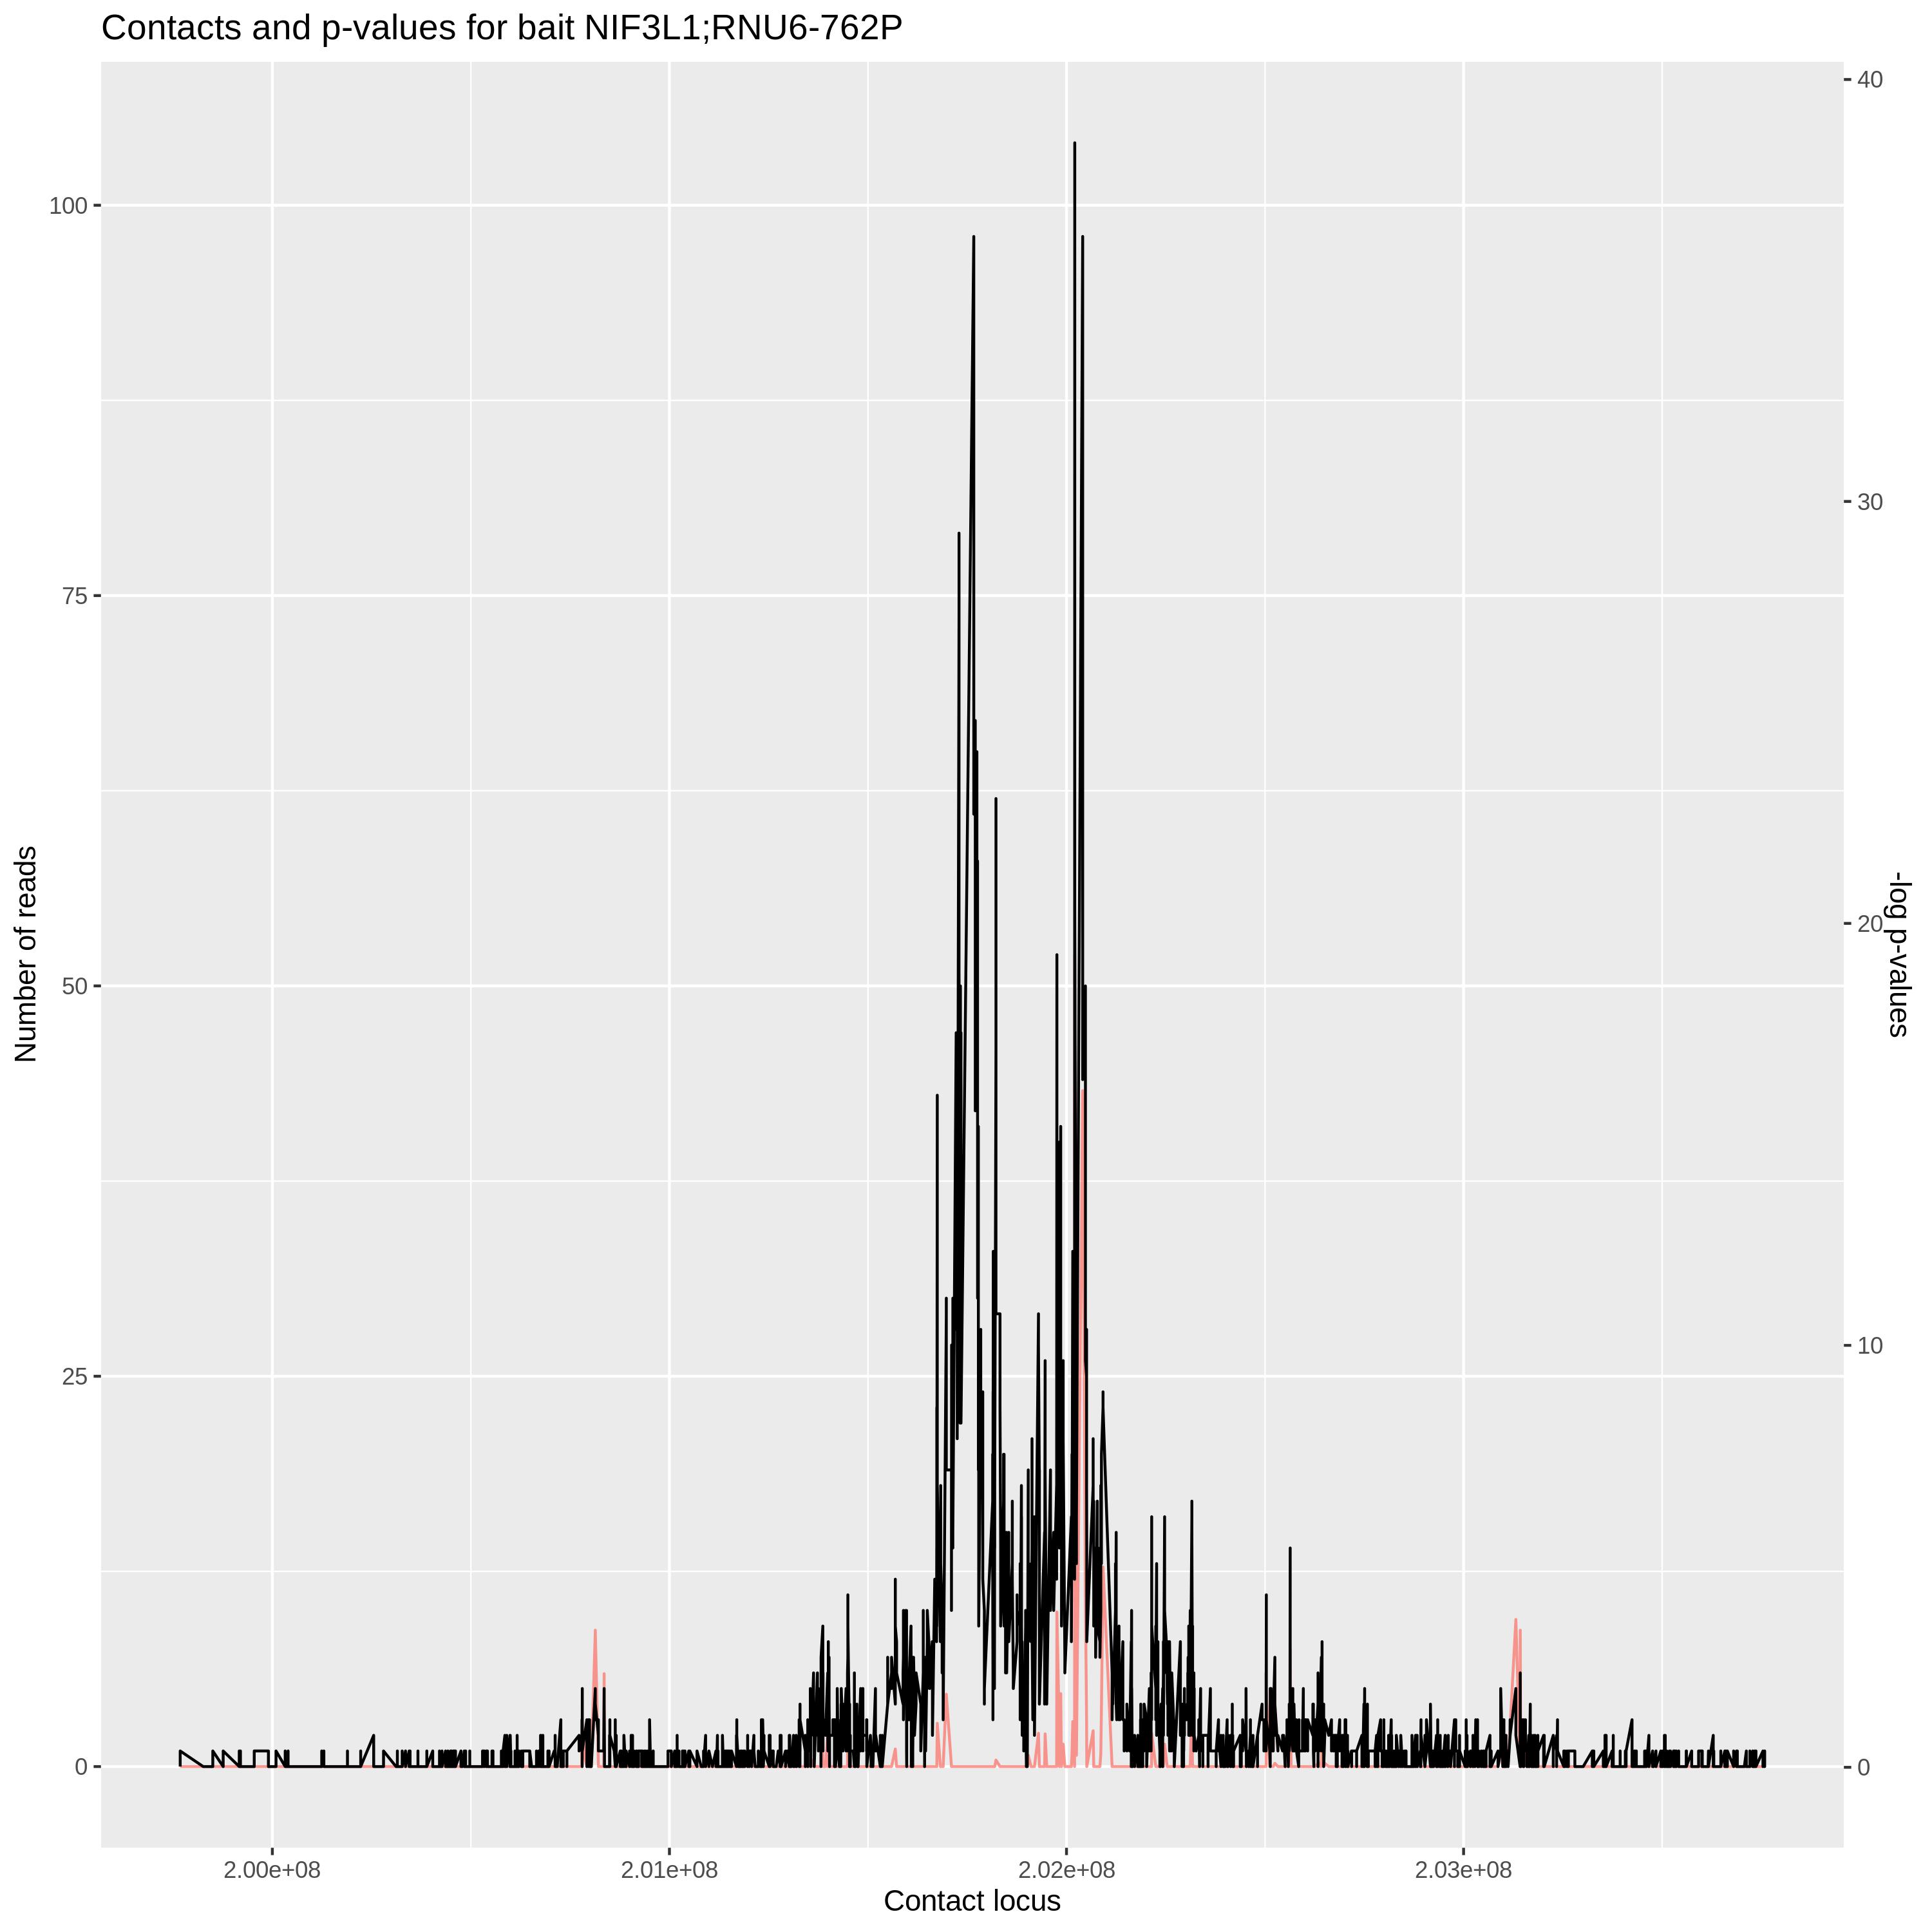 Contacts and p-values for bait NIF3L1;RNU6-762P
Number of reads
100
75
50
25
0
40
30
20
10
0
-log p-values
2.00e+08 2.01e+08 2.02e+08 2.03e+08
Contact locus